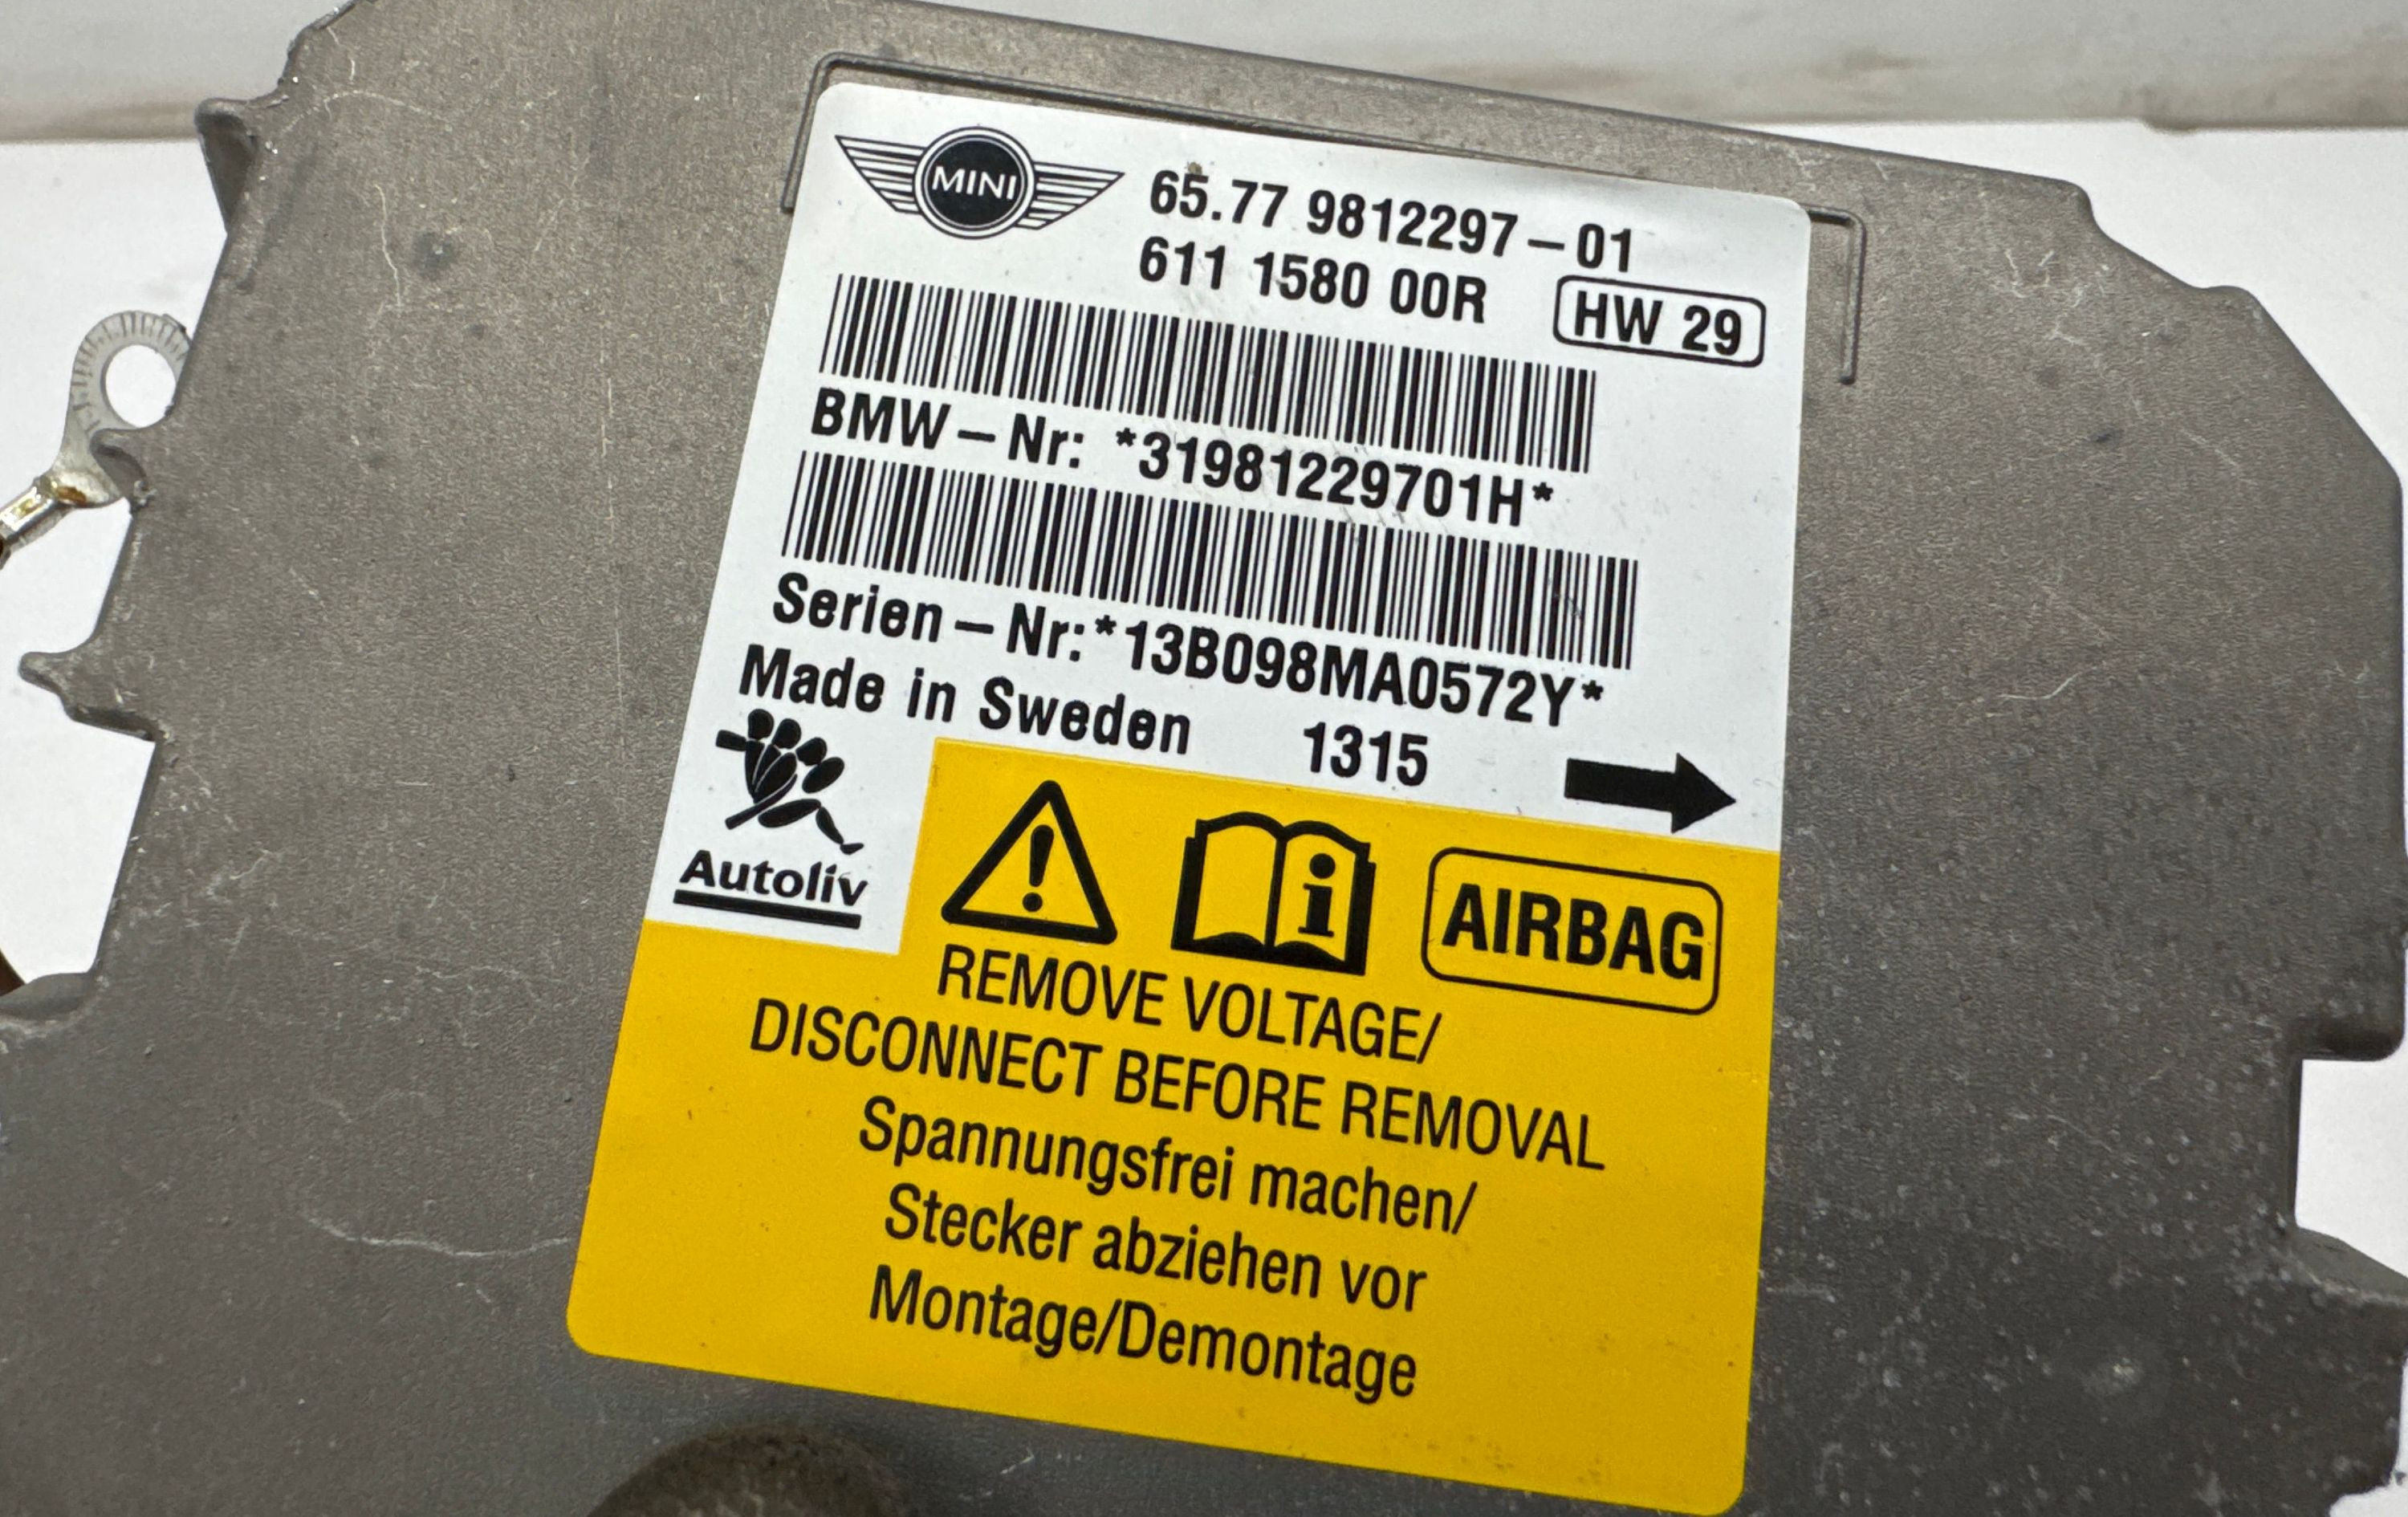 MINI
65.77 9812297-01
611 1580 00R HW 29
BMW-Nr: *31981229701H*
Serien-Nr:*13B098MA0572Y*
Made in Sweden 1315
Autoliv
AIRBAG
REMOVE VOLTAGE/
DISCONNECT BEFORE REMOVAL
Spannungsfrei machen/
Stecker abziehen vor
Montage/Demontage